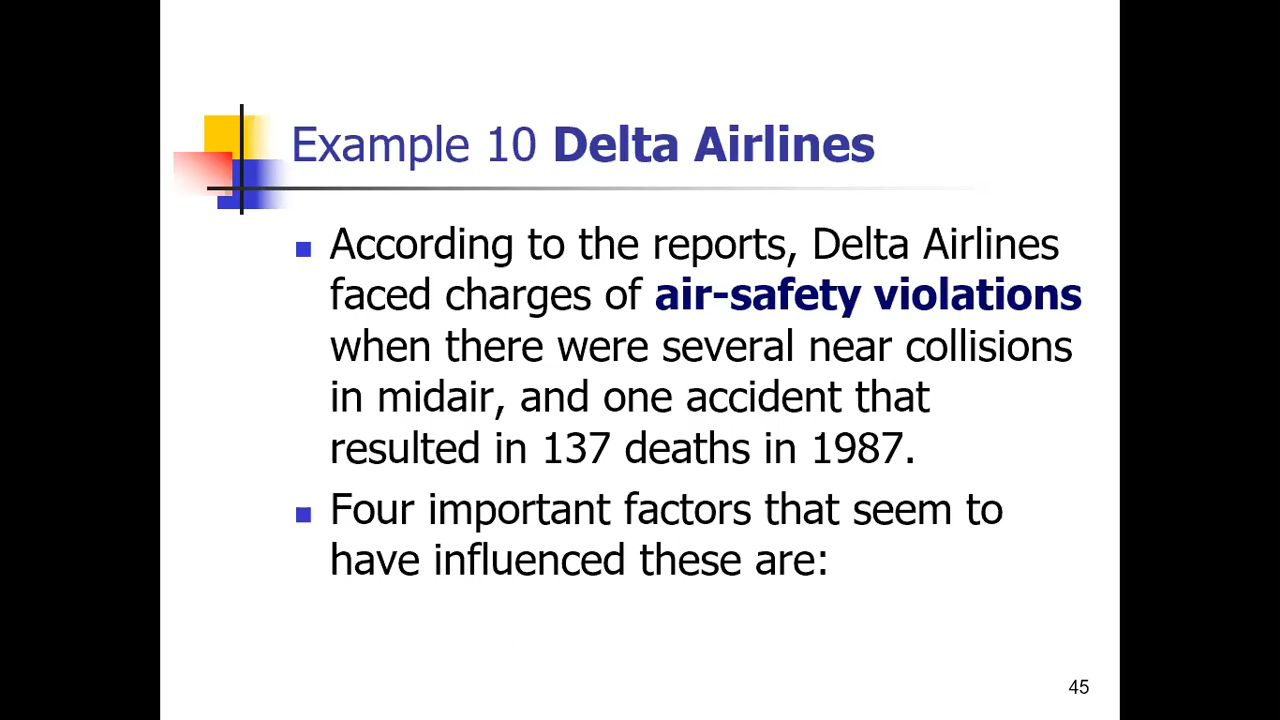 Example 10 Delta Airlines
According to the reports, Delta Airlines
faced charges of air-safety violations
when there were several near collisions
in midair, and one accident that
resulted in 137 deaths in 1987.
Four important factors that seem to
have influenced these are:
45